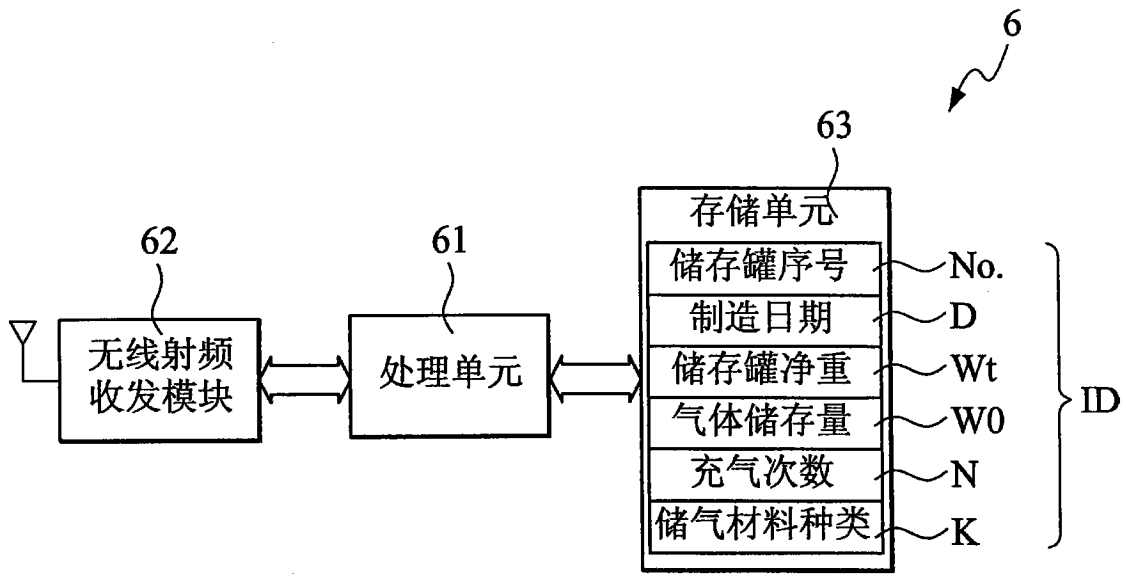 6
63
存储单元
62
61
储存罐序号
No.
制造日期
D
无线射频
收发模块
处理单元
储存罐净重
Wt
ID
气体储存量
W0
充气次数
N
储气材料种类
K